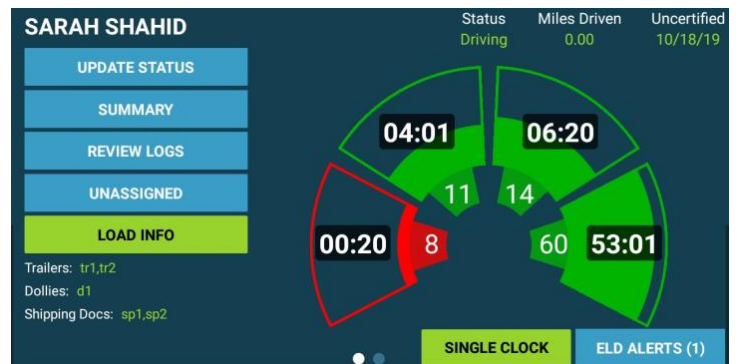 SARAH SHAHID
Status
Driving
Miles Driven
0.00
Uncertified
10/18/19
UPDATE STATUS
SUMMARY
REVIEW LOGS
UNASSIGNED
LOAD INFO
Trailers: tr1,tr2
Dollies: d1
Shipping Docs: sp1,sp2
00:20
8
04:01
11
06:20
14
53:01
60
SINGLE CLOCK
ELD ALERTS (1)